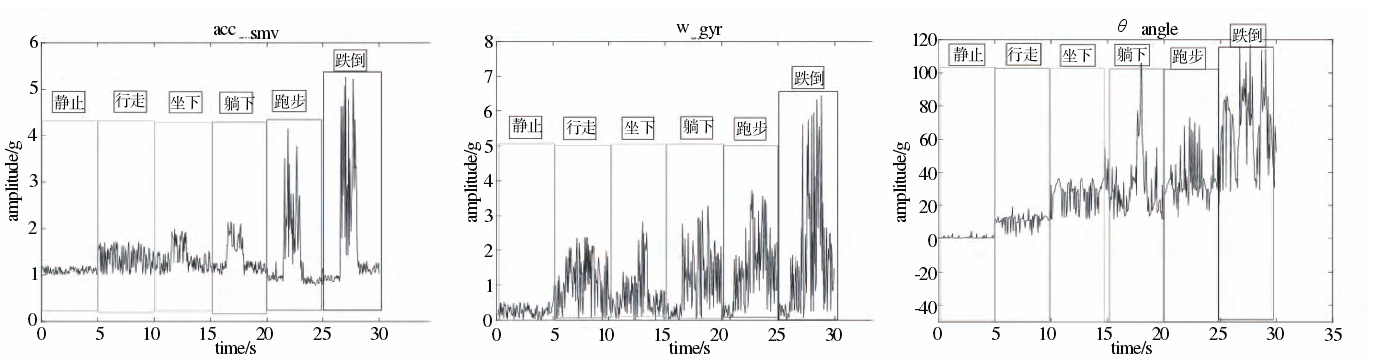 acc_smv
6
5
4
3
2
1
0
amplitude/g
静止
行走
坐下
躺下
跑步
跌倒
0 5 10 15 20 25 30
time/s
w_gyr
8
7
6
5
4
3
2
1
0
amplitude/g
静止
行走
坐下
躺下
跑步
跌倒
0 5 10 15 20 25 30
time/s
θ angle
120
100
80
60
40
20
0
-20
-40
amplitude/g
静止
行走
坐下
躺下
跑步
跌倒
0 5 10 15 20 25 30 35
time/s